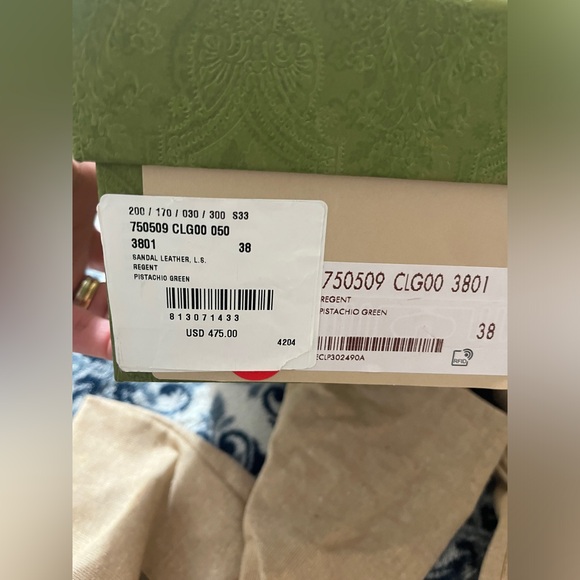 200 / 170 / 030 / 300 S33
750509 CLG00 050
3801 38
SANDAL LEATHER, L.S.
REGENT
PISTACHIO GREEN
813071433
USD 475.00
4204
750509 CLG00 3801
REGENT
PISTACHIO GREEN
38
ECLP302490A
RFID